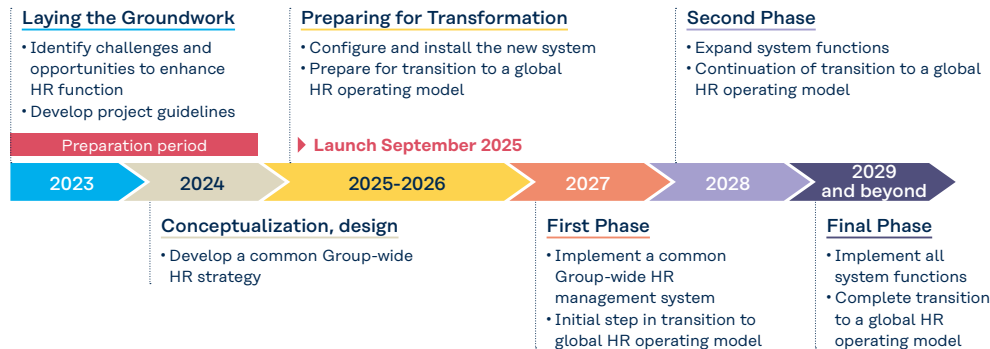 Laying the Groundwork
• Identify challenges and
opportunities to enhance
HR function
• Develop project guidelines
Preparing for Transformation
• Configure and install the new system
• Prepare for transition to a global
HR operating model
Second Phase
• Expand system functions
• Continuation of transition to a global
HR operating model
Preparation period
Launch September 2025
2023
2024
2025-2026
2027
2028
2029
and beyond
Conceptualization, design
• Develop a common Group-wide
HR strategy
First Phase
• Implement a common
Group-wide HR
management system
• Initial step in transition to
global HR operating model
Final Phase
• Implement all
system functions
• Complete transition
to a global HR
operating model